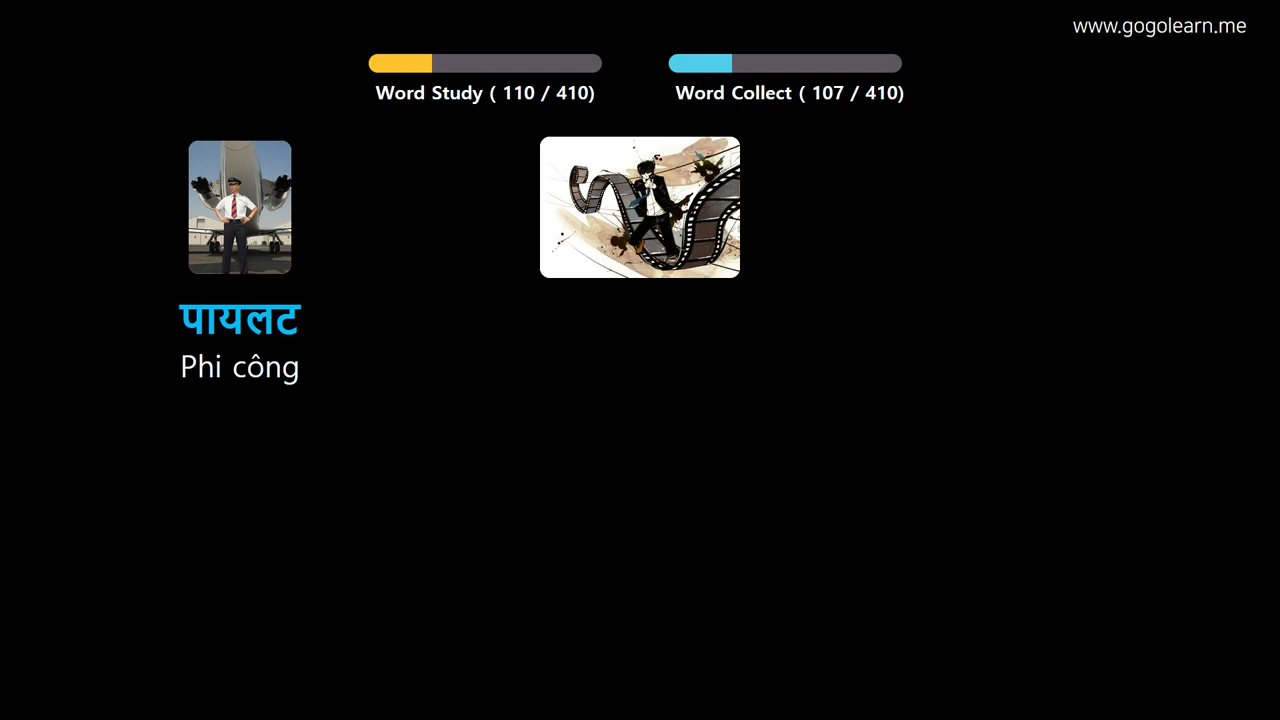 www.gogolearn.me
Word Study ( 110 / 410)
Word Collect ( 107 / 410)
पायलट
Phi công